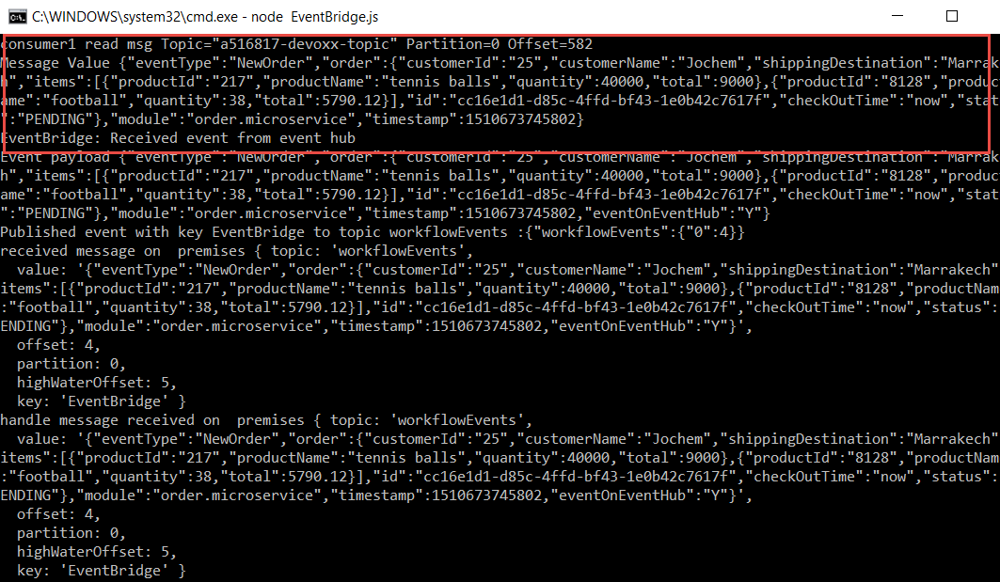 C:\WINDOWS\system32\cmd.exe - node  EventBridge.js
consumer1 read msg Topic="a516817-devoxx-topic" Partition=0 Offset=582
Message Value {"eventType":"NewOrder","order":{"customerId":"25","customerName":"Jochem","shippingDestination":"Marrak
h","items":[{"productId":"217","productName":"tennis balls","quantity":40000,"total":9000},{"productId":"8128","produc
ame":"football","quantity":38,"total":5790.12}],"id":"cc16e1d1-d85c-4ffd-bf43-1e0b42c7617f","checkOutTime":"now","stat
":"PENDING"},"module":"order.microservice","timestamp":1510673745802}
EventBridge: Received event from event hub
Event payload {"eventType":"NewOrder","order":{"customerId":"25","customerName":"Jochem","shippingDestination":"Marrak
h","items":[{"productId":"217","productName":"tennis balls","quantity":40000,"total":9000},{"productId":"8128","produc
ame":"football","quantity":38,"total":5790.12}],"id":"cc16e1d1-d85c-4ffd-bf43-1e0b42c7617f","checkOutTime":"now","stat
":"PENDING"},"module":"order.microservice","timestamp":1510673745802,"eventOnEventHub":"Y"}
Published event with key EventBridge to topic workflowEvents :{"workflowEvents":{"0":4}}
received message on  premises { topic: 'workflowEvents',
  value: '{"eventType":"NewOrder","order":{"customerId":"25","customerName":"Jochem","shippingDestination":"Marrakech"
items":[{"productId":"217","productName":"tennis balls","quantity":40000,"total":9000},{"productId":"8128","productNam
:"football","quantity":38,"total":5790.12}],"id":"cc16e1d1-d85c-4ffd-bf43-1e0b42c7617f","checkOutTime":"now","status":
ENDING"},"module":"order.microservice","timestamp":1510673745802,"eventOnEventHub":"Y"}',
  offset: 4,
  partition: 0,
  highWaterOffset: 5,
  key: 'EventBridge' }
handle message received on  premises { topic: 'workflowEvents',
  value: '{"eventType":"NewOrder","order":{"customerId":"25","customerName":"Jochem","shippingDestination":"Marrakech"
items":[{"productId":"217","productName":"tennis balls","quantity":40000,"total":9000},{"productId":"8128","productNam
:"football","quantity":38,"total":5790.12}],"id":"cc16e1d1-d85c-4ffd-bf43-1e0b42c7617f","checkOutTime":"now","status":
ENDING"},"module":"order.microservice","timestamp":1510673745802,"eventOnEventHub":"Y"}',
  offset: 4,
  partition: 0,
  highWaterOffset: 5,
  key: 'EventBridge' }